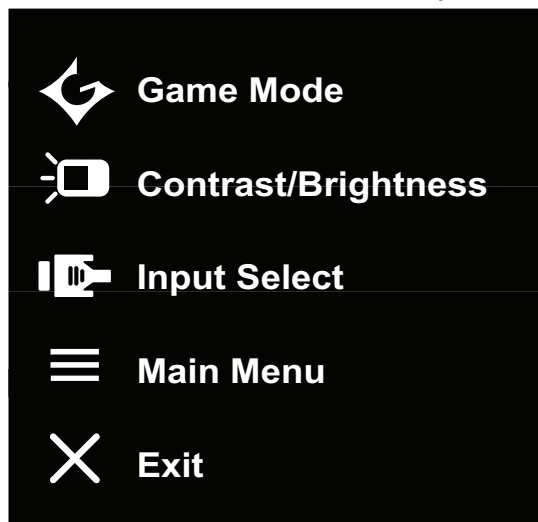 Game Mode
Contrast/Brightness
Input Select
Main Menu
Exit